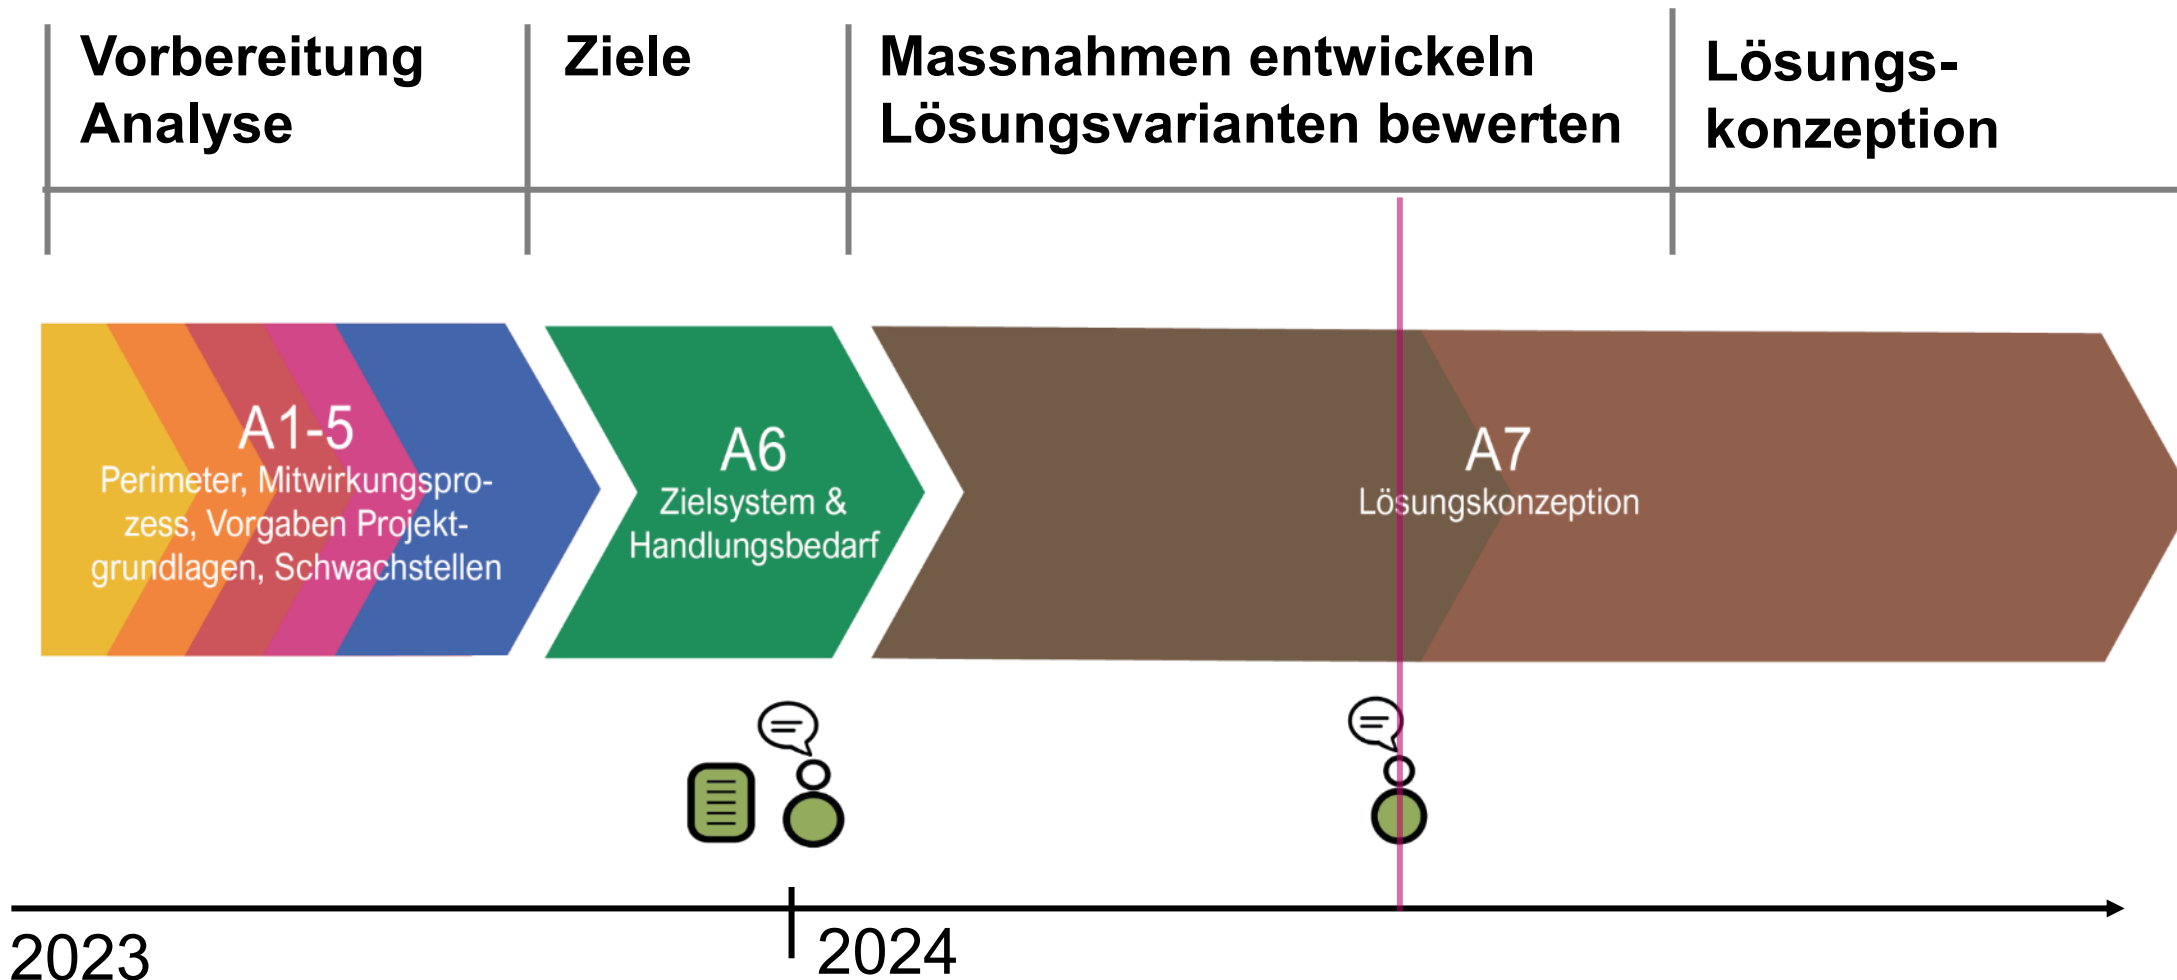 Vorbereitung
Analyse
Ziele
Massnahmen entwickeln
Lösungsvarianten bewerten
Lösungs-
konzeption
A1-5
Perimeter, Mitwirkungspro-
zess, Vorgaben Projekt-
grundlagen, Schwachstellen
A6
Zielsystem &
Handlungsbedarf
A7
Lösungskonzeption
2023
2024